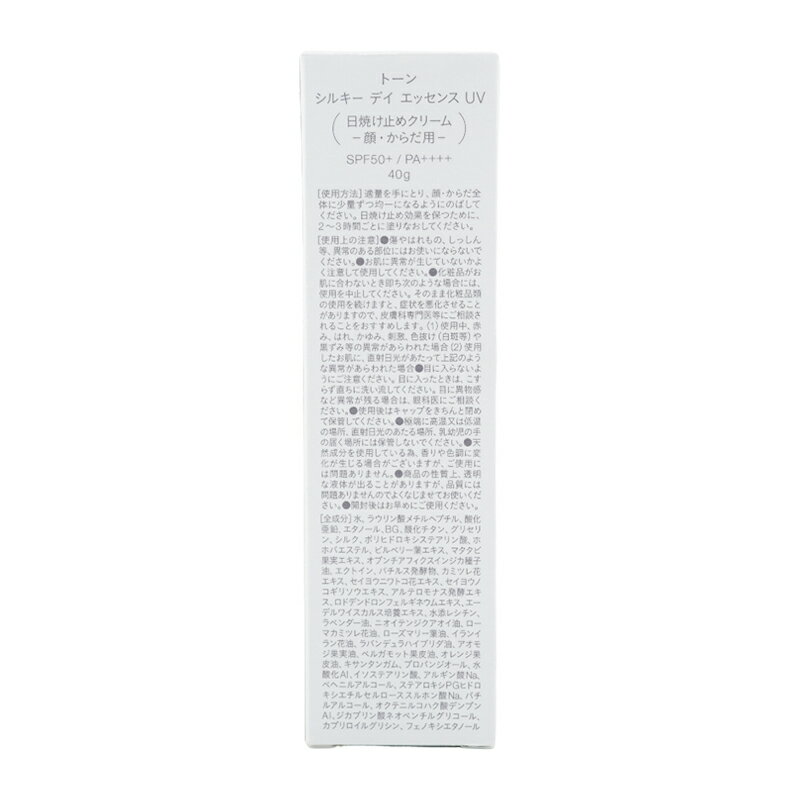 トーン
シルキー デイ エッセンス UV
日焼け止めクリーム
−顔・からだ用−
SPF50+ / PA++++
40g
[使用方法] 適量を手にとり、顔・からだ全
体に少量ずつ均一になるようにのばして
ください。日焼け止め効果を保つために、
2〜3時間ごとに塗りなおしてください。
[使用上の注意]●傷やはれもの、しっしん
等、異常のある部位にはお使いにならないで
ください。●お肌に異常が生じていないかよ
く注意して使用してください。●化粧品がお
肌に合わないとき即ち次のような場合には、
使用を中止してください。そのまま化粧品類
の使用を続けますと、症状を悪化させること
がありますので、皮膚科専門医等にご相談さ
れることをおすすめします。(1)使用中、赤
み、はれ、かゆみ、刺激、色抜け(白斑等)や
黒ずみ等の異常があらわれた場合(2)使用
したお肌に、直射日光があたって上記のよう
な異常があらわれた場合●目に入らないよ
うにご注意ください。目に入ったときは、こす
らず直ちに洗い流してください。目に異物感
など異常が残る場合は、眼科医にご相談くだ
さい。●使用後はキャップをきちんと閉め
て保管してください。●極端に高温又は低温
の場所、直射日光のあたる場所、乳幼児の手
の届く場所には保管しないでください。●天
然成分を使用している為、香りや色調に変
化が生じる場合がございますが、ご使用に
は問題ありません。●商品の性質上、透明
な液体が出ることがありますが、品質には
問題ありませんのでよくなじませてお使いくだ
さい。●開封後はお早めにご使用ください。
[全成分] 水、ラウリン酸メチルヘプチル、酸化
亜鉛、エタノール、BG、酸化チタン、グリセリ
ン、シルク、ポリヒドロキシステアリン酸、ホ
ホバエステル、ビルベリー葉エキス、マタタビ
果実エキス、オプンチアフィクスインジカ種子
油、エクトイン、バチルス発酵物、カミツレ花
エキス、セイヨウニワトコ花エキス、セイヨウノ
コギリソウエキス、アルテロモナス発酵エキ
ス、ロドデンドロンフェルギネウムエキス、エー
デルワイスカルス培養エキス、水添レシチン、
ラベンダー油、ニオイテンジクアオイ油、ロー
マカミツレ花油、ローズマリー葉油、イランイ
ラン花油、ラバンデュラハイブリダ油、アオモ
ジ果実油、ベルガモット果皮油、オレンジ果
皮油、キサンタンガム、プロパンジオール、水
酸化Al、イソステアリン酸、アルギン酸Na、
ベヘニルアルコール、ステアロキシPGヒドロ
キシエチルセルローススルホン酸Na、バチ
ルアルコール、オクテニルコハク酸デンプン
Al、ジカプリン酸ネオペンチルグリコール、
カプリロイルグリシン、フェノキシエタノール